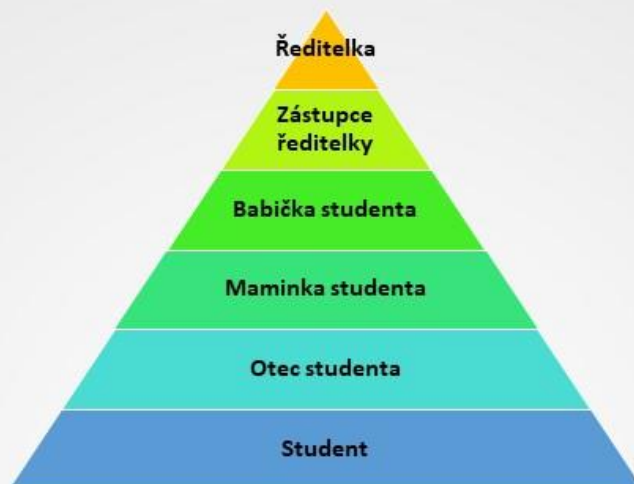 Ředitelka
Zástupce
ředitelky
Babička studenta
Maminka studenta
Otec studenta
Student